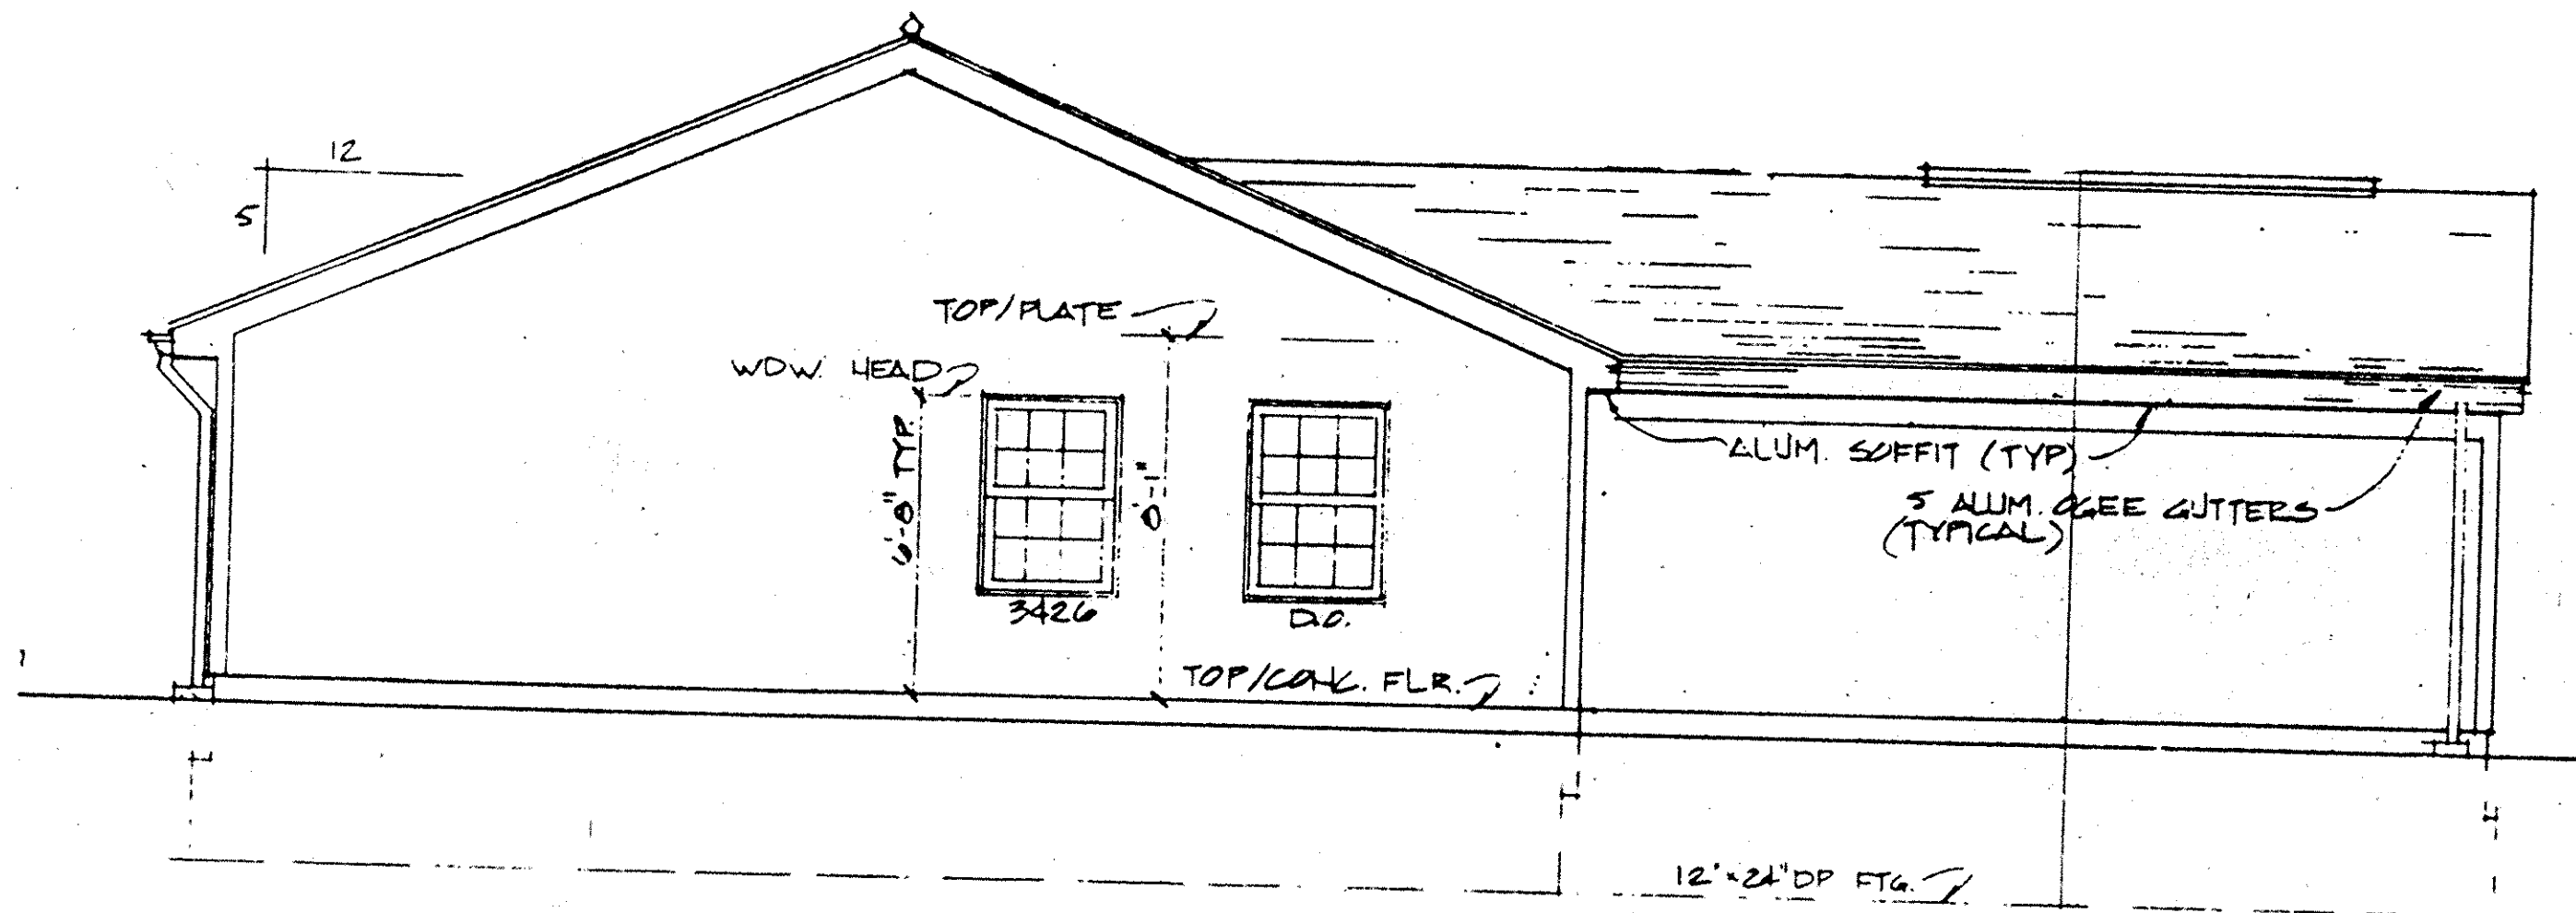 12
5
TOP/PLATE
WDW. HEAD
6'-8" TYP.
8'-1"
3426
D.O.
TOP/CONC. FLR.
ALUM. SOFFIT (TYP)
5 ALUM. OGEE GUTTERS
(TYPICAL)
12"x24" DP FTG.